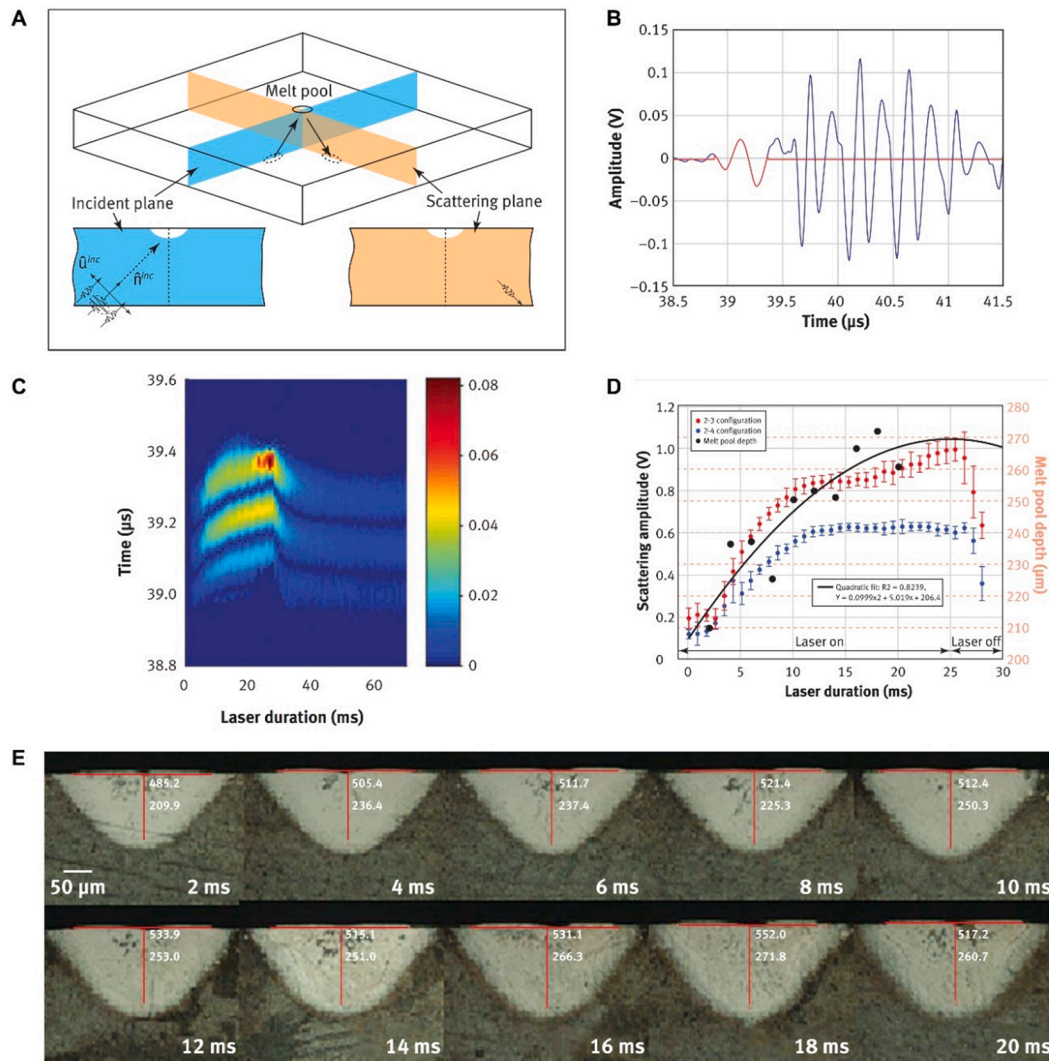 A
Melt pool
Incident plane
Scattering plane
û^inc
n̂^inc
B
Amplitude (V)
0.15
0.1
0.05
0
−0.05
−0.1
−0.15
38.5 39 39.5 40 40.5 41 41.5
Time (μs)
C
Time (μs)
39.6
39.4
39.2
39.0
38.8
0 20 40 60
Laser duration (ms)
0.08
0.06
0.04
0.02
0
D
Scattering amplitude (V)
1.2
1.0
0.8
0.6
0.4
0.2
0
2-3 configuration
2-4 configuration
Melt pool depth
Quadratic fit: R2 = 0.8239,
Y = 0.0999x2 + 5.019x + 206.4
Laser on
Laser off
0 5 10 15 20 25 30
Laser duration (ms)
280
270
260
250
240
230
220
210
200
Melt pool depth (μm)
E
485.2
209.9
50 μm
2 ms
505.4
236.4
4 ms
511.7
237.4
6 ms
521.4
225.3
8 ms
512.4
250.3
10 ms
533.9
253.0
12 ms
515.1
251.0
14 ms
531.1
266.3
16 ms
552.0
271.8
18 ms
517.2
260.7
20 ms